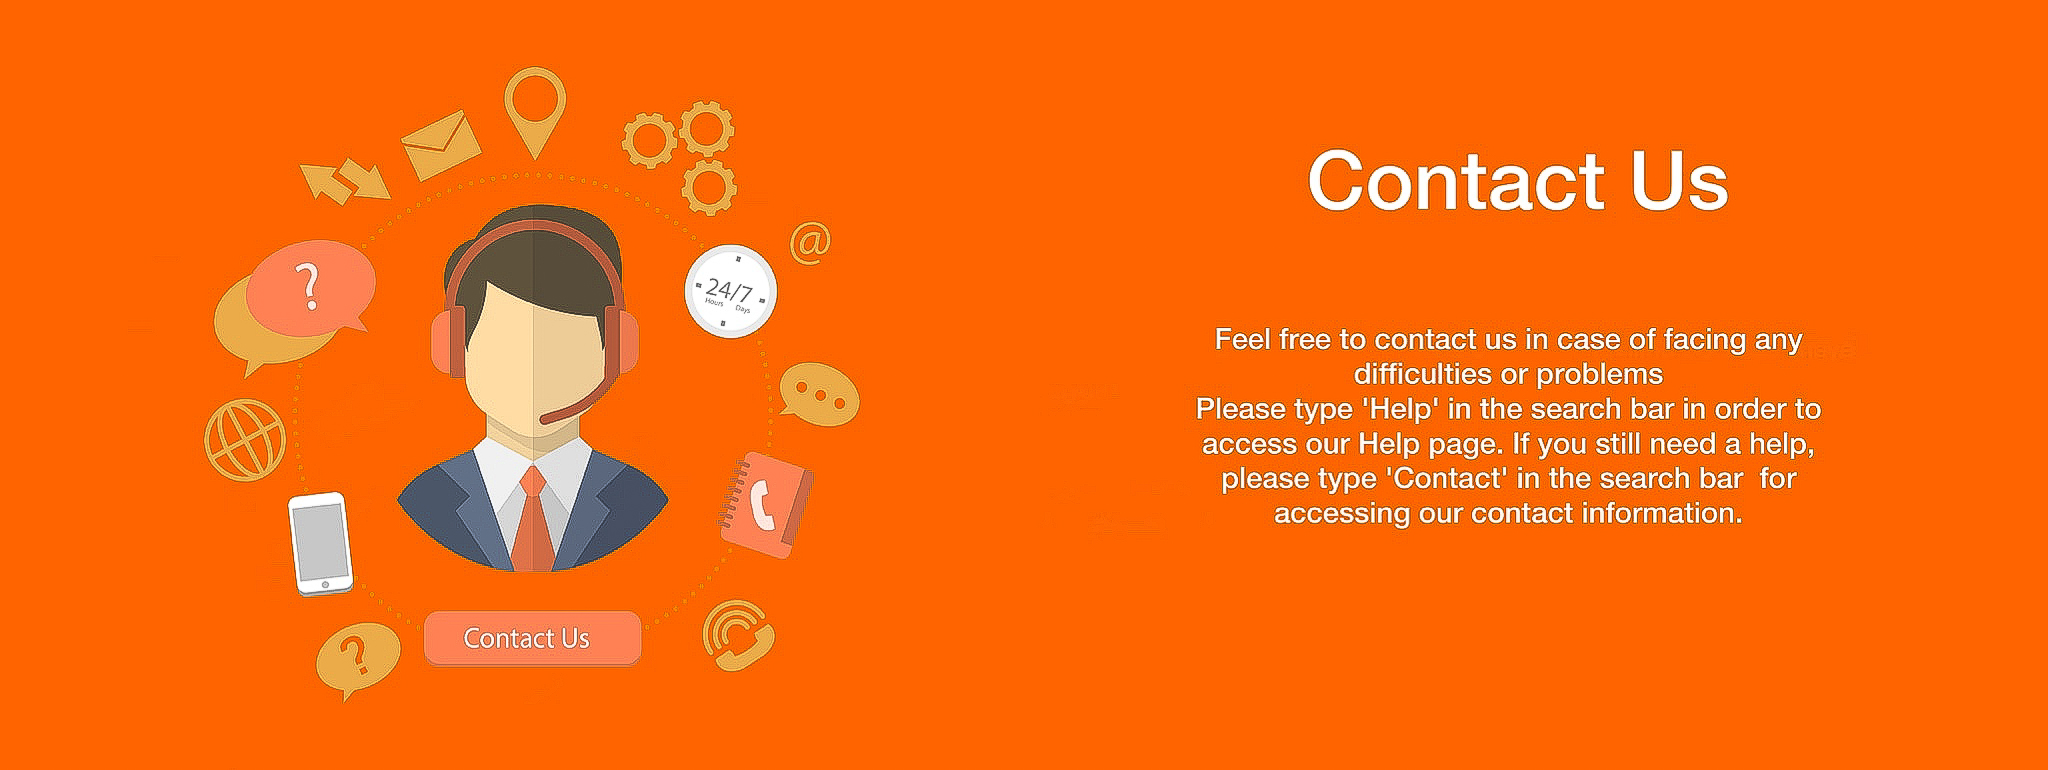 Contact Us
Feel free to contact us in case of facing any
difficulties or problems
Please type 'Help' in the search bar in order to
access our Help page. If you still need a help,
please type 'Contact' in the search bar  for
accessing our contact information.
?
@
24/7
Hours Days
?
Contact Us